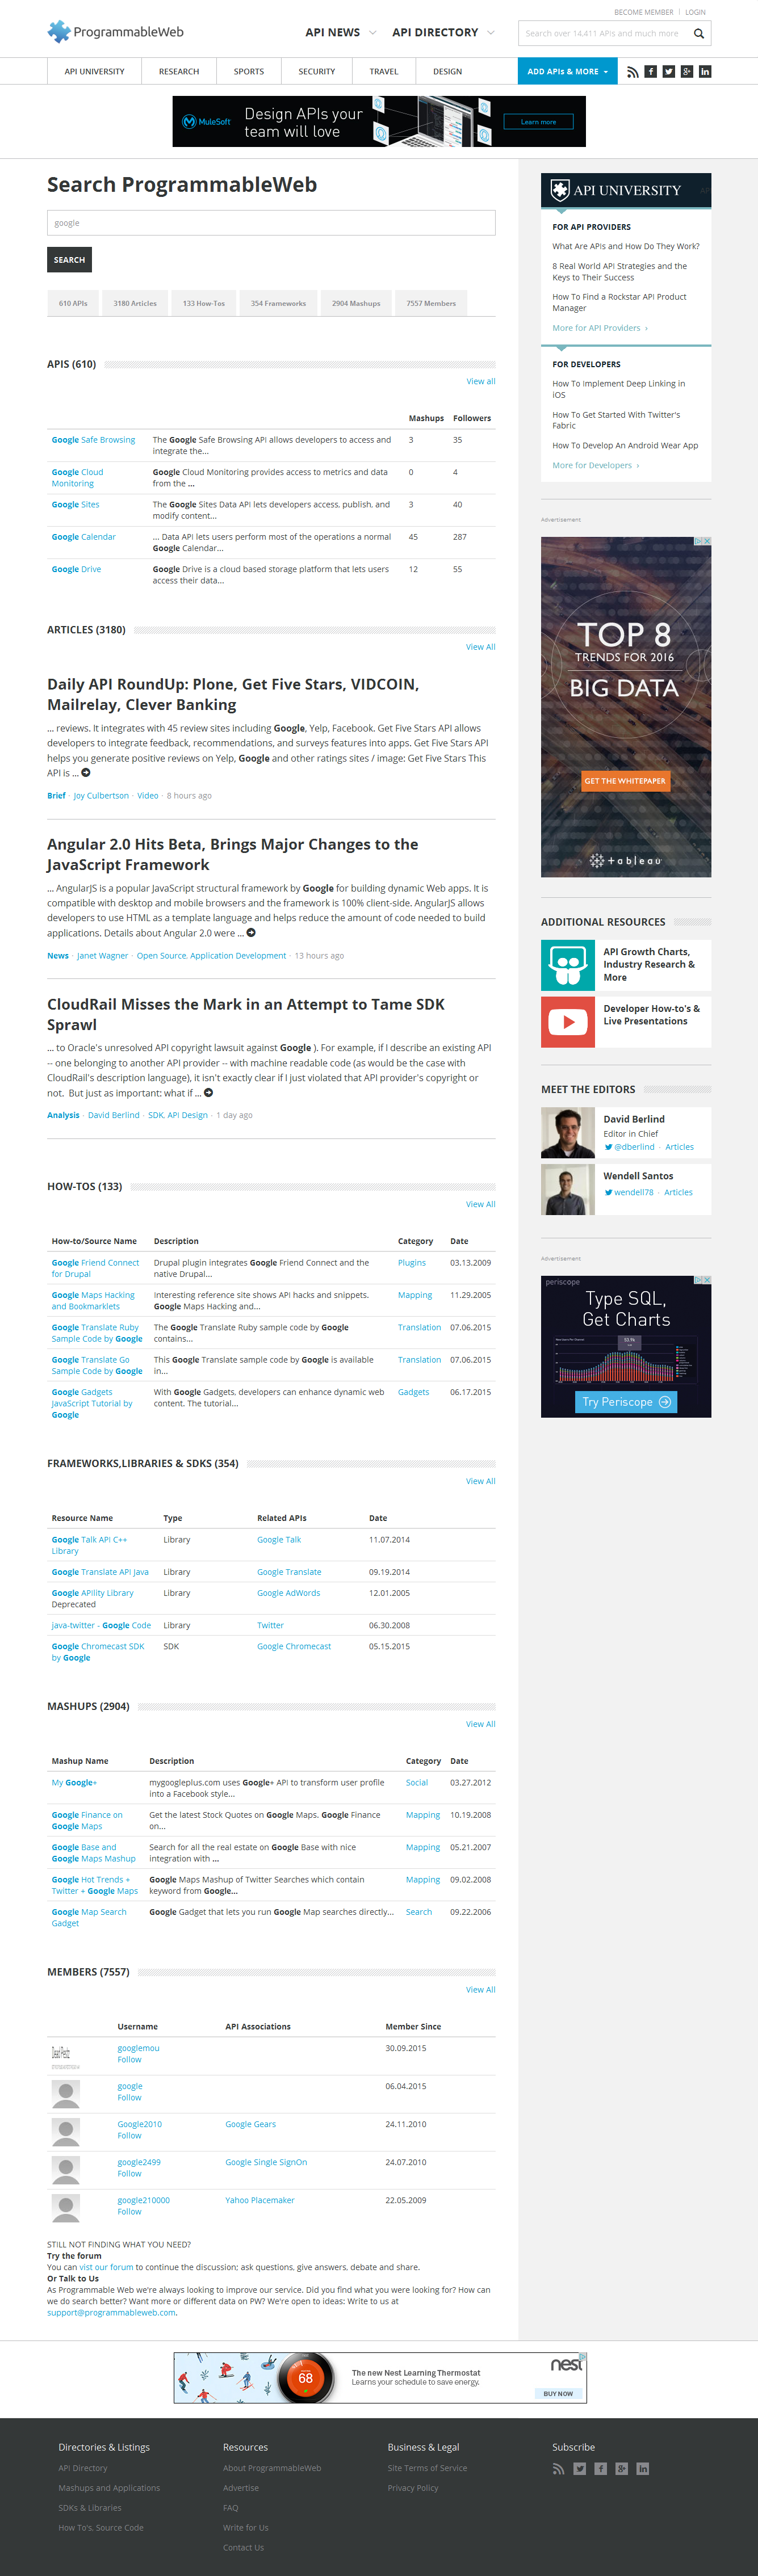 BECOME MEMBER | LOGIN
ProgrammableWeb
API NEWS
API DIRECTORY
Search over 14,411 APIs and much more
API UNIVERSITY
RESEARCH
SPORTS
SECURITY
TRAVEL
DESIGN
ADD APIs & MORE
MuleSoft
Design APIs your
team will love
Learn more
Search ProgrammableWeb
google
SEARCH
610 APIs
3180 Articles
133 How-Tos
354 Frameworks
2904 Mashups
7557 Members
APIS (610)
View all
Mashups Followers
Google Safe Browsing The Google Safe Browsing API allows developers to access and 3 35
integrate the...
Google Cloud Google Cloud Monitoring provides access to metrics and data 0 4
Monitoring from the ...
Google Sites The Google Sites Data API lets developers access, publish, and 3 40
modify content...
Google Calendar ... Data API lets users perform most of the operations a normal 45 287
Google Calendar...
Google Drive Google Drive is a cloud based storage platform that lets users 12 55
access their data...
ARTICLES (3180)
View All
Daily API RoundUp: Plone, Get Five Stars, VIDCOIN,
Mailrelay, Clever Banking
... reviews. It integrates with 45 review sites including Google, Yelp, Facebook. Get Five Stars API allows
developers to integrate feedback, recommendations, and surveys features into apps. Get Five Stars API
helps you generate positive reviews on Yelp, Google and other ratings sites / image: Get Five Stars This
API is ...
Brief · Joy Culbertson · Video · 8 hours ago
Angular 2.0 Hits Beta, Brings Major Changes to the
JavaScript Framework
... AngularJS is a popular JavaScript structural framework by Google for building dynamic Web apps. It is
compatible with desktop and mobile browsers and the framework is 100% client-side. AngularJS allows
developers to use HTML as a template language and helps reduce the amount of code needed to build
applications. Details about Angular 2.0 were ...
News · Janet Wagner · Open Source, Application Development · 13 hours ago
CloudRail Misses the Mark in an Attempt to Tame SDK
Sprawl
... to Oracle's unresolved API copyright lawsuit against Google ). For example, if I describe an existing API
-- one belonging to another API provider -- with machine readable code (as would be the case with
CloudRail's description language), it isn't exactly clear if I just violated that API provider's copyright or
not. But just as important: what if ...
Analysis · David Berlind · SDK, API Design · 1 day ago
HOW-TOS (133)
View All
How-to/Source Name Description Category Date
Google Friend Connect Drupal plugin integrates Google Friend Connect and the Plugins 03.13.2009
for Drupal native Drupal...
Google Maps Hacking Interesting reference site shows API hacks and snippets. Mapping 11.29.2005
and Bookmarklets Google Maps Hacking and...
Google Translate Ruby The Google Translate Ruby sample code by Google Translation 07.06.2015
Sample Code by Google contains...
Google Translate Go This Google Translate sample code by Google is available Translation 07.06.2015
Sample Code by Google in...
Google Gadgets With Google Gadgets, developers can enhance dynamic web Gadgets 06.17.2015
JavaScript Tutorial by content. The tutorial...
Google
FRAMEWORKS,LIBRARIES & SDKS (354)
View All
Resource Name Type Related APIs Date
Google Talk API C++ Library Google Talk 11.07.2014
Library
Google Translate API Java Library Google Translate 09.19.2014
Google APIlity Library Library Google AdWords 12.01.2005
Deprecated
java-twitter - Google Code Library Twitter 06.30.2008
Google Chromecast SDK SDK Google Chromecast 05.15.2015
by Google
MASHUPS (2904)
View All
Mashup Name Description Category Date
My Google+ mygoogleplus.com uses Google+ API to transform user profile Social 03.27.2012
into a Facebook style...
Google Finance on Get the latest Stock Quotes on Google Maps. Google Finance Mapping 10.19.2008
Google Maps on...
Google Base and Search for all the real estate on Google Base with nice Mapping 05.21.2007
Google Maps Mashup integration with ...
Google Hot Trends + Google Maps Mashup of Twitter Searches which contain Mapping 09.02.2008
Twitter + Google Maps keyword from Google...
Google Map Search Google Gadget that lets you run Google Map searches directly... Search 09.22.2006
Gadget
MEMBERS (7557)
View All
Username API Associations Member Since
googlemou 30.09.2015
Follow
google 06.04.2015
Follow
Google2010 Google Gears 24.11.2010
Follow
google2499 Google Single SignOn 24.07.2010
Follow
google210000 Yahoo Placemaker 22.05.2009
Follow
STILL NOT FINDING WHAT YOU NEED?
Try the forum
You can vist our forum to continue the discussion; ask questions, give answers, debate and share.
Or Talk to Us
As Programmable Web we're always looking to improve our service. Did you find what you were looking for? How can
we do search better? Want more or different data on PW? We're open to ideas: Write to us at
support@programmableweb.com.
API UNIVERSITY
FOR API PROVIDERS
What Are APIs and How Do They Work?
8 Real World API Strategies and the
Keys to Their Success
How To Find a Rockstar API Product
Manager
More for API Providers ›
FOR DEVELOPERS
How To Implement Deep Linking in
iOS
How To Get Started With Twitter's
Fabric
How To Develop An Android Wear App
More for Developers ›
Advertisement
TOP 8
TRENDS FOR 2016
BIG DATA
GET THE WHITEPAPER
+ableau
ADDITIONAL RESOURCES
API Growth Charts,
Industry Research &
More
Developer How-to's &
Live Presentations
MEET THE EDITORS
David Berlind
Editor in Chief
@dberlind · Articles
Wendell Santos
wendell78 · Articles
Advertisement
periscope
Type SQL,
Get Charts
Try Periscope
68
The new Nest Learning Thermostat
Learns your schedule to save energy.
nest
BUY NOW
Directories & Listings
API Directory
Mashups and Applications
SDKs & Libraries
How To's, Source Code
Resources
About ProgrammableWeb
Advertise
FAQ
Write for Us
Contact Us
Business & Legal
Site Terms of Service
Privacy Policy
Subscribe